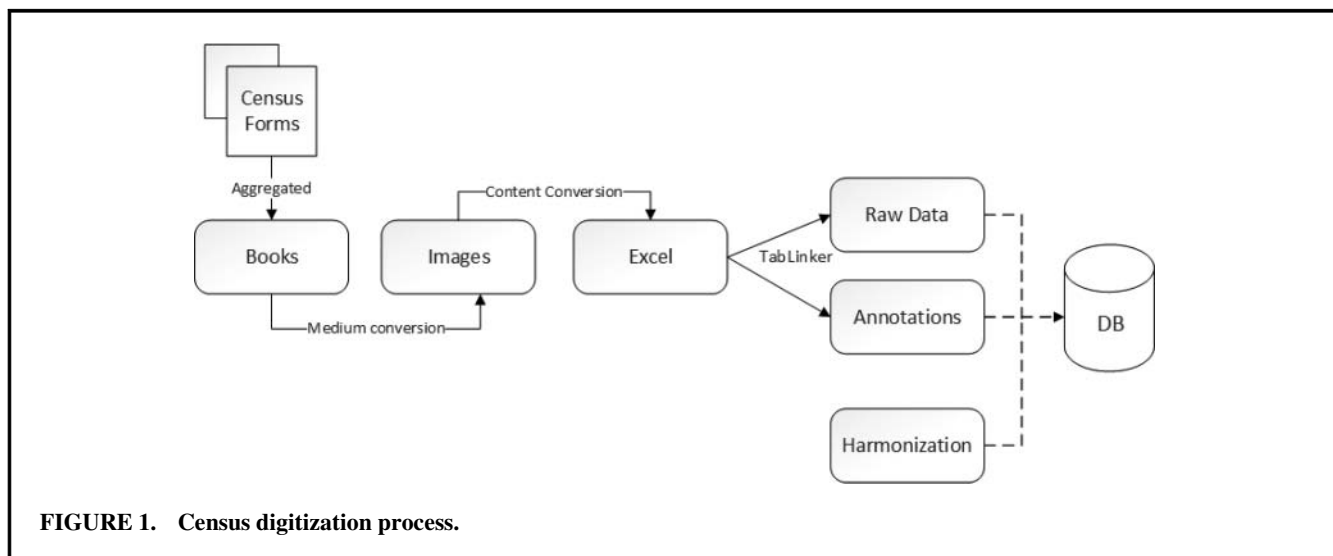 Census
Forms
Aggregated
Books
Medium conversion
Images
Content Conversion
Excel
TabLinker
Raw Data
Annotations
Harmonization
DB
FIGURE 1. Census digitization process.